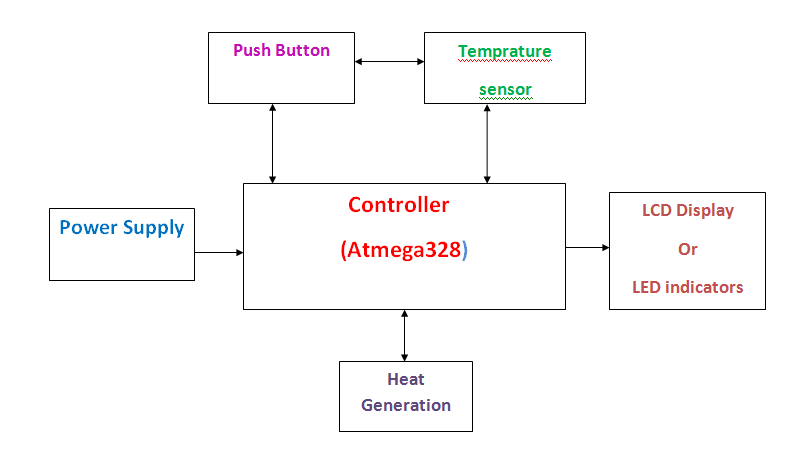 Push Button
Temprature
sensor
Power Supply
Controller
(Atmega328)
LCD Display
Or
LED indicators
Heat
Generation